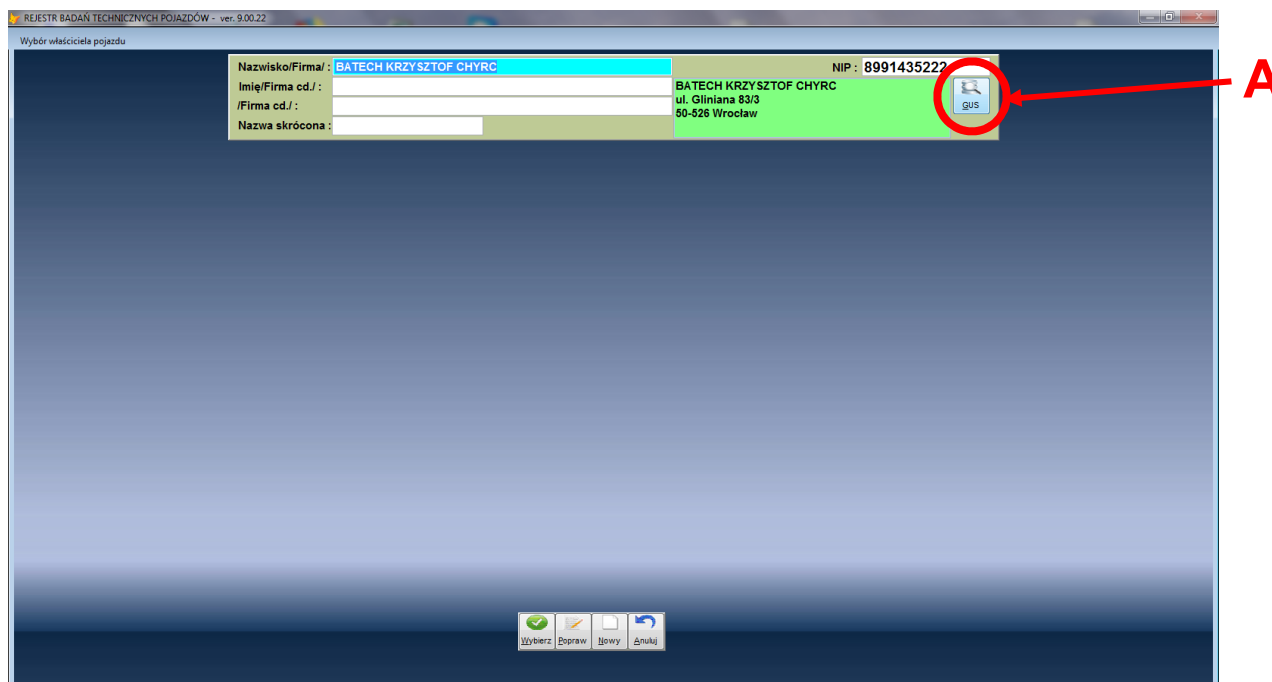 REJESTR BADAŃ TECHNICZNYCH POJAZDÓW - ver. 9.00.22
Wybór właściciela pojazdu
Nazwisko/Firma/ : BATECH KRZYSZTOF CHYRC NIP : 8991435222
Imię/Firma cd./ :
/Firma cd./ :
Nazwa skrócona :
BATECH KRZYSZTOF CHYRC
ul. Gliniana 83/3
50-526 Wrocław
GUS
A
Wybierz Popraw Nowy Anuluj